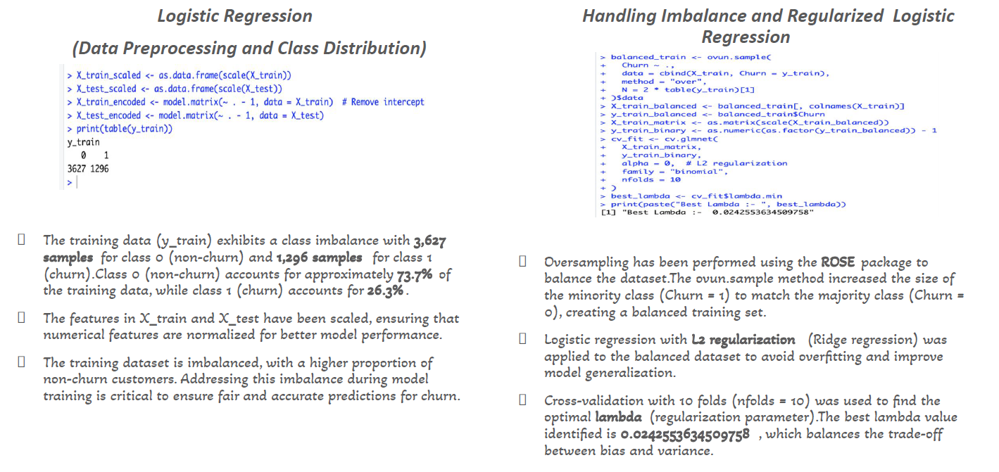 Logistic Regression
(Data Preprocessing and Class Distribution)
> X_train_scaled <- as.data.frame(scale(X_train))
> X_test_scaled <- as.data.frame(scale(X_test))
> X_train_encoded <- model.matrix(~ . - 1, data = X_train)  # Remove intercept
> X_test_encoded <- model.matrix(~ . - 1, data = X_test)
> print(table(y_train))
y_train
   0    1
3627 1296
>
The training data (y_train) exhibits a class imbalance with 3,627
samples for class 0 (non-churn) and 1,296 samples for class 1
(churn).Class 0 (non-churn) accounts for approximately 73.7% of
the training data, while class 1 (churn) accounts for 26.3% .
The features in X_train and X_test have been scaled, ensuring that
numerical features are normalized for better model performance.
The training dataset is imbalanced, with a higher proportion of
non-churn customers. Addressing this imbalance during model
training is critical to ensure fair and accurate predictions for churn.
Handling Imbalance and Regularized Logistic
Regression
> balanced_train <- ovun.sample(
+   Churn ~ .,
+   data = cbind(X_train, Churn = y_train),
+   method = "over",
+   N = 2 * table(y_train)[1]
+ )$data
> X_train_balanced <- balanced_train[, colnames(X_train)]
> y_train_balanced <- balanced_train$Churn
> X_train_matrix <- as.matrix(scale(X_train_balanced))
> y_train_binary <- as.numeric(as.factor(y_train_balanced)) - 1
> cv_fit <- cv.glmnet(
+   X_train_matrix,
+   y_train_binary,
+   alpha = 0,  # L2 regularization
+   family = "binomial",
+   nfolds = 10
+ )
> best_lambda <- cv_fit$lambda.min
> print(paste("Best Lambda :- ", best_lambda))
[1] "Best Lambda :-  0.0242553634509758"
Oversampling has been performed using the ROSE package to
balance the dataset.The ovun.sample method increased the size of
the minority class (Churn = 1) to match the majority class (Churn =
0), creating a balanced training set.
Logistic regression with L2 regularization (Ridge regression) was
applied to the balanced dataset to avoid overfitting and improve
model generalization.
Cross-validation with 10 folds (nfolds = 10) was used to find the
optimal lambda (regularization parameter).The best lambda value
identified is 0.0242553634509758 , which balances the trade-off
between bias and variance.